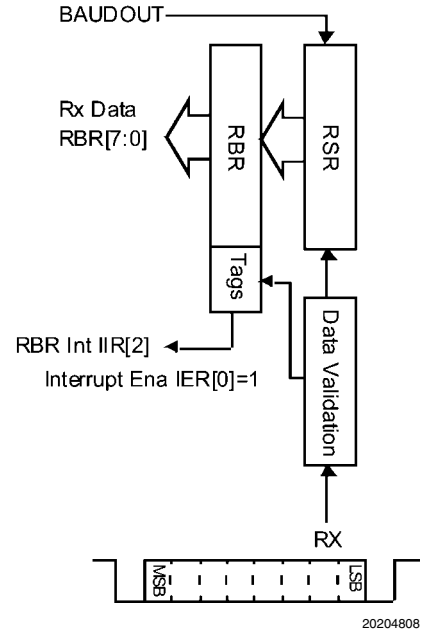 BAUDOUT
Rx Data
RBR[7:0]
RBR
RSR
Tags
Data Validation
RBR Int IIR[2]
Interrupt Ena IER[0]=1
RX
MSB
LSB
20204808